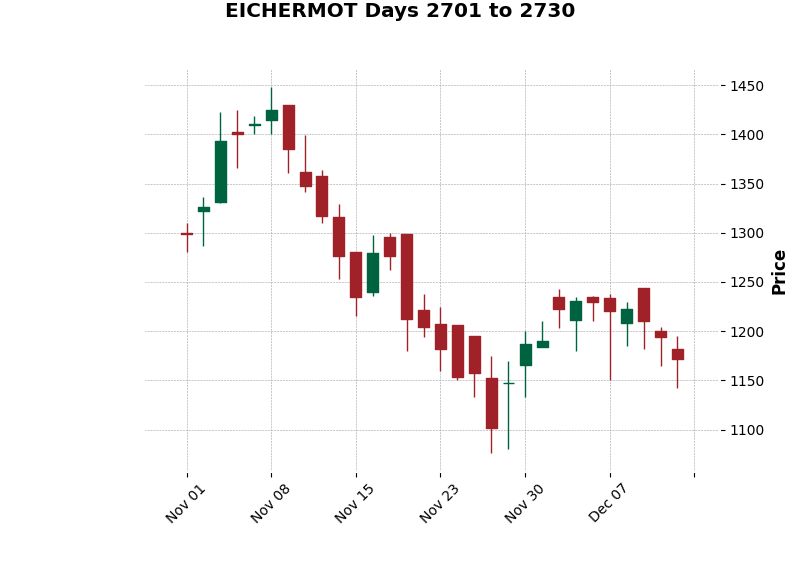 EICHERMOT Days 2701 to 2730
1450
1400
1350
1300
1250
1200
1150
1100
Price
Nov 01
Nov 08
Nov 15
Nov 23
Nov 30
Dec 07